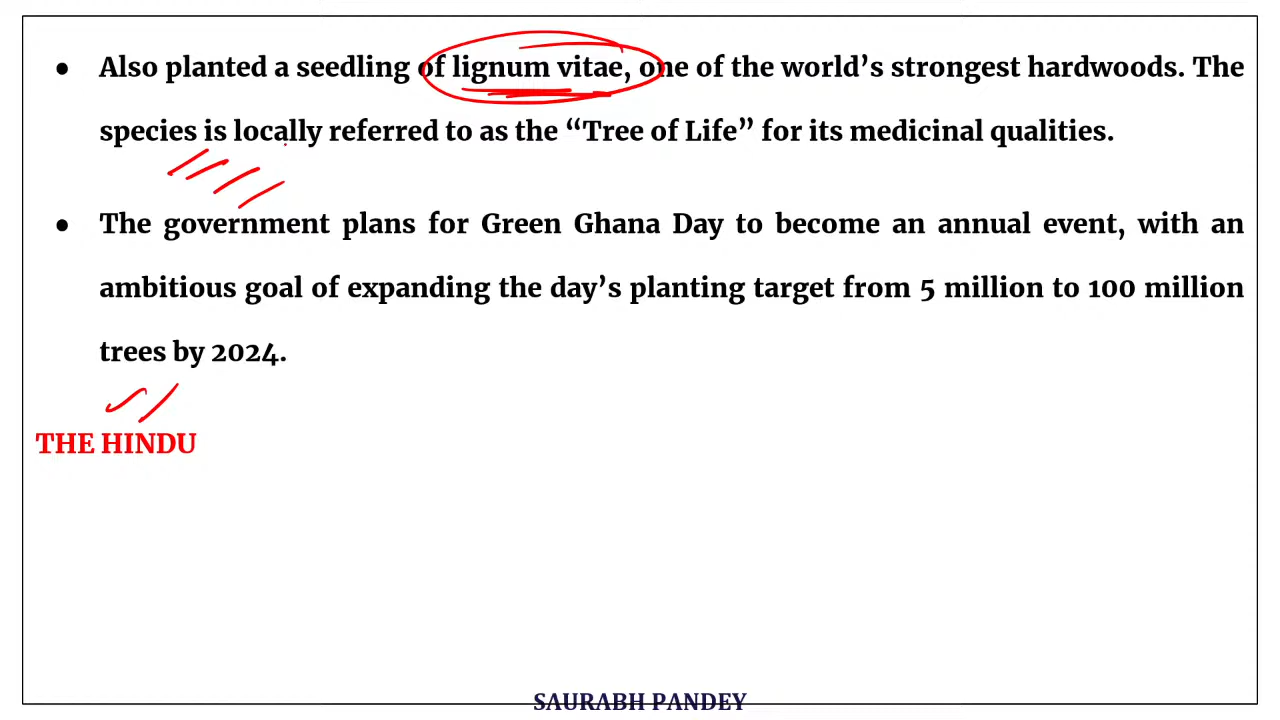 • Also planted a seedling of lignum vitae, one of the world’s strongest hardwoods. The
species is locally referred to as the “Tree of Life” for its medicinal qualities.
• The government plans for Green Ghana Day to become an annual event, with an
ambitious goal of expanding the day’s planting target from 5 million to 100 million
trees by 2024.
THE HINDU
SAURABH PANDEY